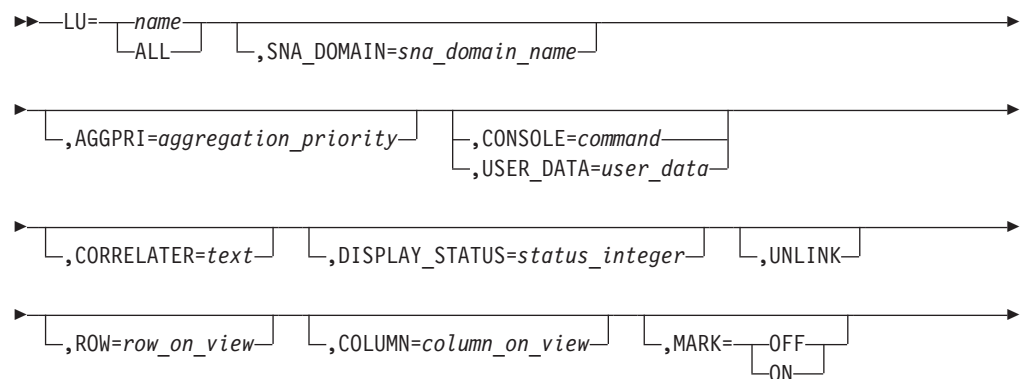 LU= name
ALL ,SNA_DOMAIN=sna_domain_name
,AGGPRI=aggregation_priority ,CONSOLE=command
,USER_DATA=user_data
,CORRELATER=text ,DISPLAY_STATUS=status_integer ,UNLINK
,ROW=row_on_view ,COLUMN=column_on_view ,MARK= OFF
ON